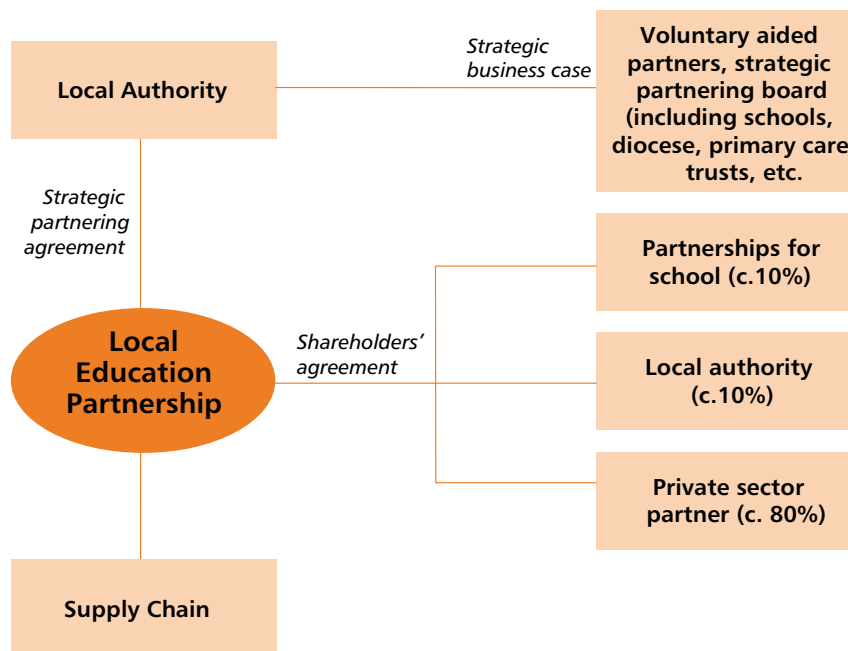 Local Authority
Strategic
business case
Voluntary aided
partners, strategic
partnering board
(including schools,
diocese, primary care
trusts, etc.
Strategic
partnering
agreement
Partnerships for
school (c.10%)
Local
Education
Partnership
Shareholders’
agreement
Local authority
(c.10%)
Private sector
partner (c. 80%)
Supply Chain